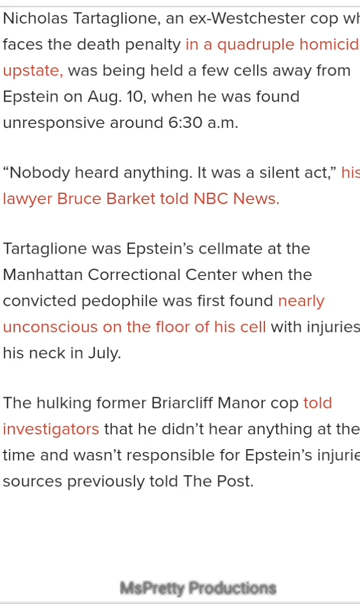 Nicholas Tartaglione, an ex-Westchester cop wh
faces the death penalty in a quadruple homicid
upstate, was being held a few cells away from
Epstein on Aug. 10, when he was found
unresponsive around 6:30 a.m.
“Nobody heard anything. It was a silent act,” his
lawyer Bruce Barket told NBC News.
Tartaglione was Epstein’s cellmate at the
Manhattan Correctional Center when the
convicted pedophile was first found nearly
unconscious on the floor of his cell with injuries
his neck in July.
The hulking former Briarcliff Manor cop told
investigators that he didn’t hear anything at the
time and wasn’t responsible for Epstein’s injurie
sources previously told The Post.
MsPretty Productions